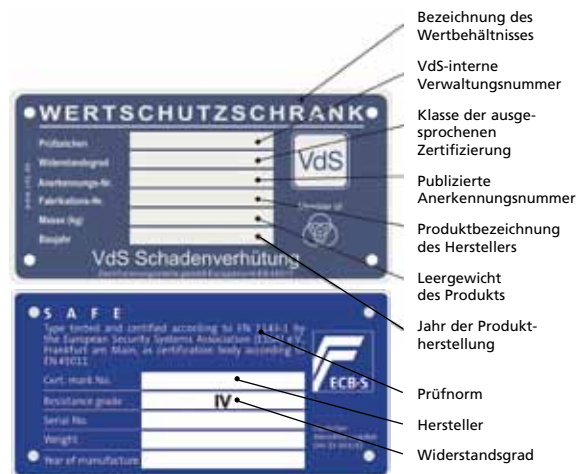 Bezeichnung des
Wertbehältnisses
VdS-interne
Verwaltungsnummer
Klasse der ausge-
sprochenen
Zertifizierung
Publizierte
Anerkennungsnummer
Produktbezeichnung
des Herstellers
Leergewicht
des Produkts
Jahr der Produkt-
herstellung
Prüfnorm
Hersteller
Widerstandsgrad
WERTSCHUTZSCHRANK
Prüfzeichen
Widerstandsgrad
Anerkennungs-Nr.
Fabrikations-Nr.
Masse (kg)
Baujahr
VdS
Member of
VdS Schadenverhütung
SAFE
Type tested and certified according to EN 1143-1 by
the European Security Systems Association (ESSA) e.V.,
Frankfurt am Main, as certification body according to
EN 45011
Cert. mark No.
Resistance grade IV
Serial No.
Weight
Year of manufacture
ECB-S